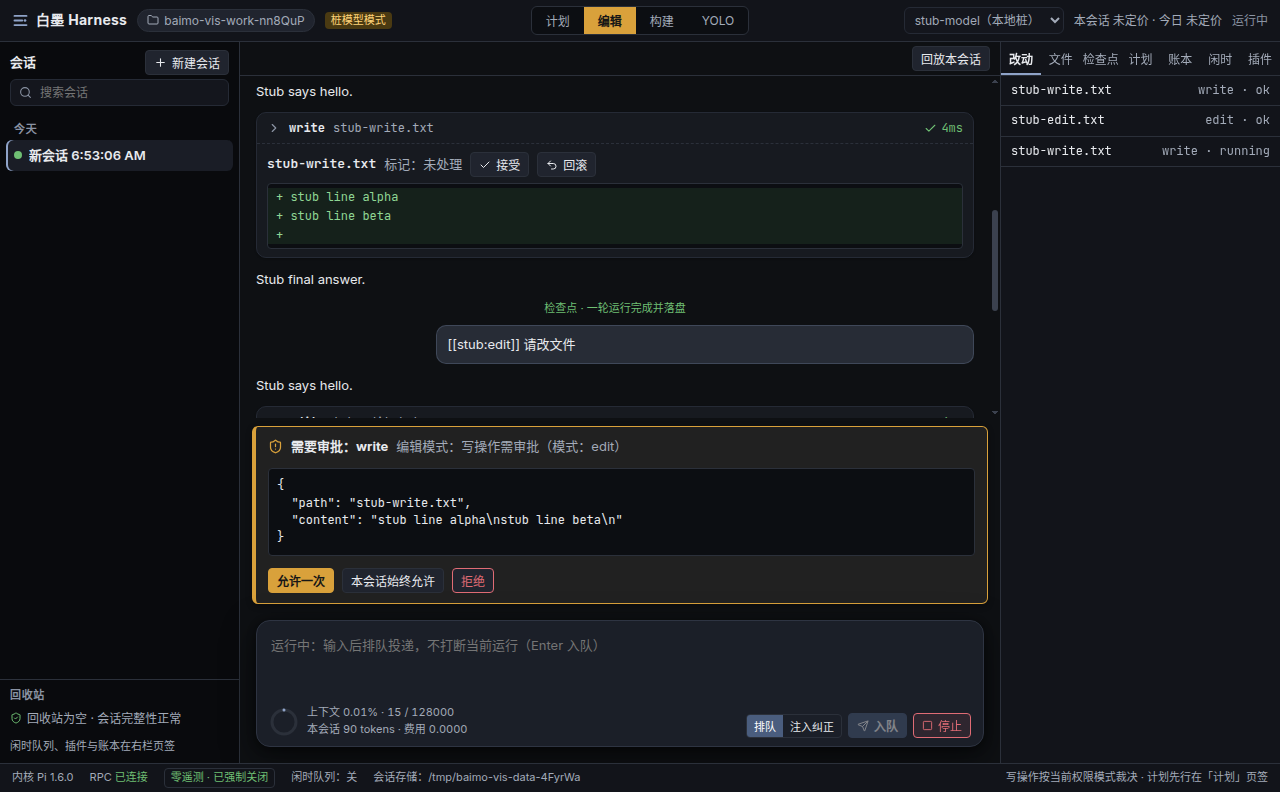 白墨 Harness baimo-vis-work-nn8QuP 桩模型模式 计划 编辑 构建 YOLO stub-model（本地桩） 本会话 未定价 · 今日 未定价 运行中
会话 新建会话
搜索会话
今天
新会话 6:53:06 AM
回收站
回收站为空 · 会话完整性正常
闲时队列、插件与账本在右栏页签
回放本会话
Stub says hello.
write stub-write.txt 4ms
stub-write.txt 标记：未处理 接受 回滚
+ stub line alpha
+ stub line beta
+
Stub final answer.
检查点 · 一轮运行完成并落盘
[[stub:edit]] 请改文件
Stub says hello.
需要审批：write 编辑模式：写操作需审批（模式：edit）
{
"path": "stub-write.txt",
"content": "stub line alpha\nstub line beta\n"
}
允许一次 本会话始终允许 拒绝
运行中：输入后排队投递，不打断当前运行（Enter 入队）
上下文 0.01% · 15 / 128000
本会话 90 tokens · 费用 0.0000
排队 注入纠正 入队 停止
改动 文件 检查点 计划 账本 闲时 插件
stub-write.txt write · ok
stub-edit.txt edit · ok
stub-write.txt write · running
内核 Pi 1.6.0 RPC 已连接 零遥测 · 已强制关闭 闲时队列：关 会话存储：/tmp/baimo-vis-data-4FyrWa 写操作按当前权限模式裁决 · 计划先行在「计划」页签